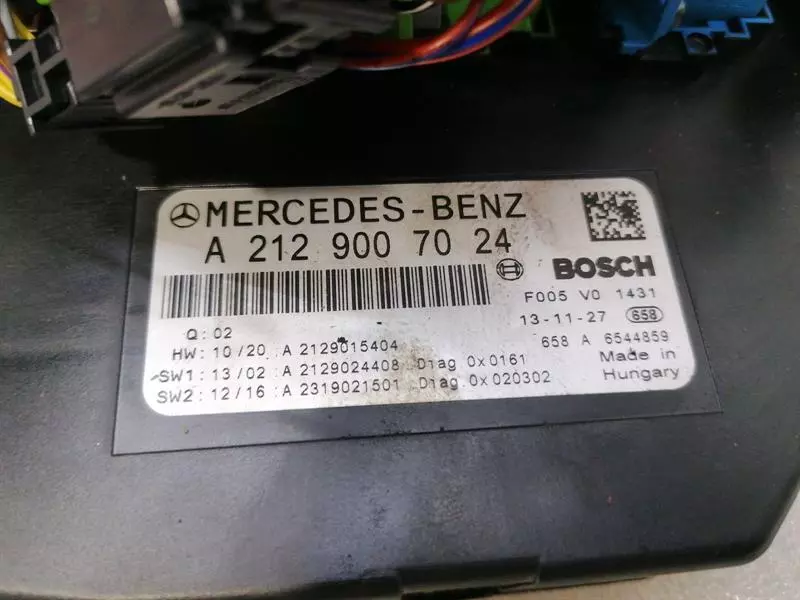 MERCEDES-BENZ
A 212 900 70 24
BOSCH
F005 V0 1431
13-11-27 658
Q: 02
658 A 6544859
HW: 10/20 A 2129015404
Made in
SW1: 13/02 A 2129024408 Diag 0x0161
Hungary
SW2: 12/16 A 2319021501 Diag 0x020302